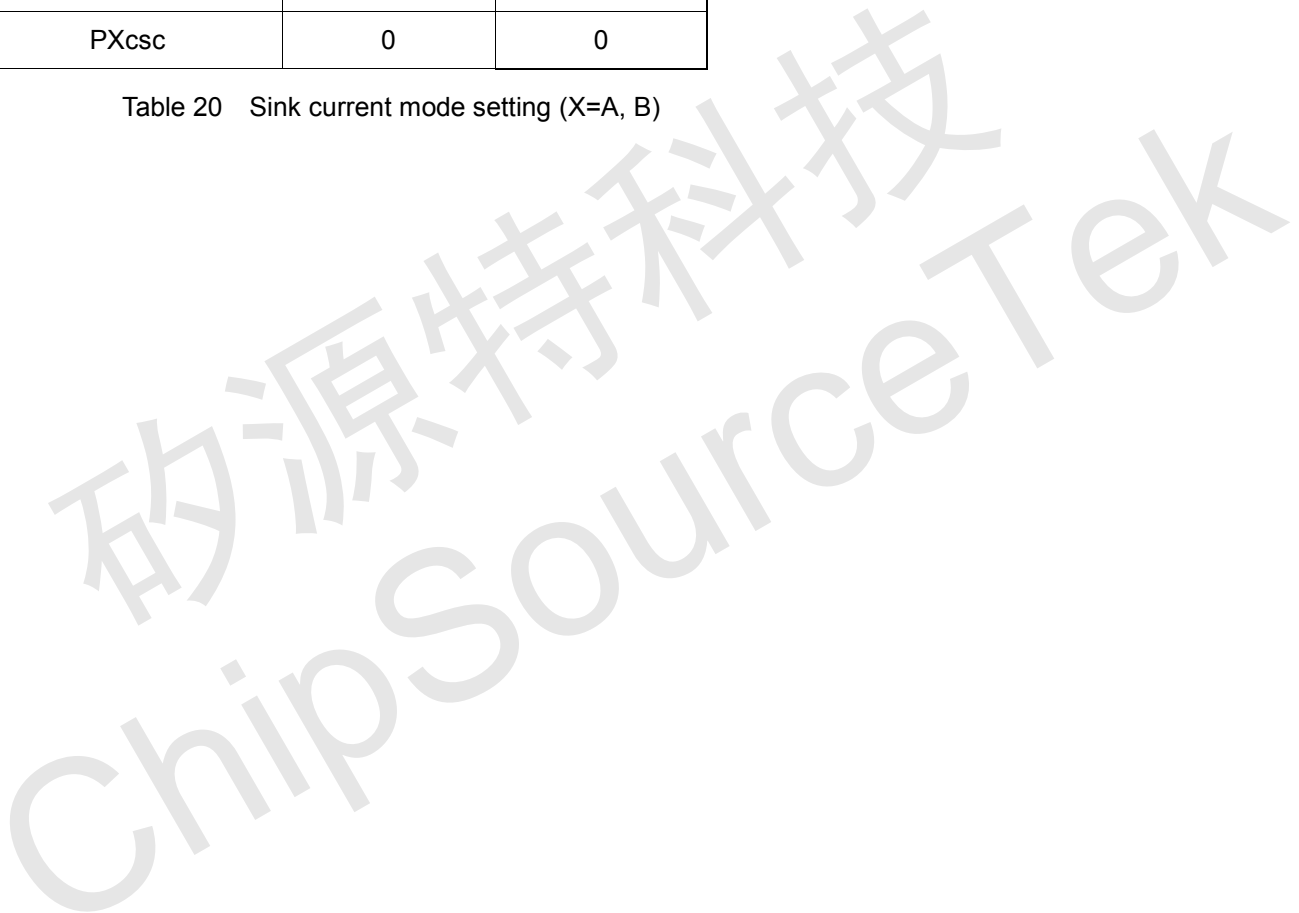 PXcsc 0 0
Table 20 Sink current mode setting (X=A, B)
矽源特科技
ChipSourceTek